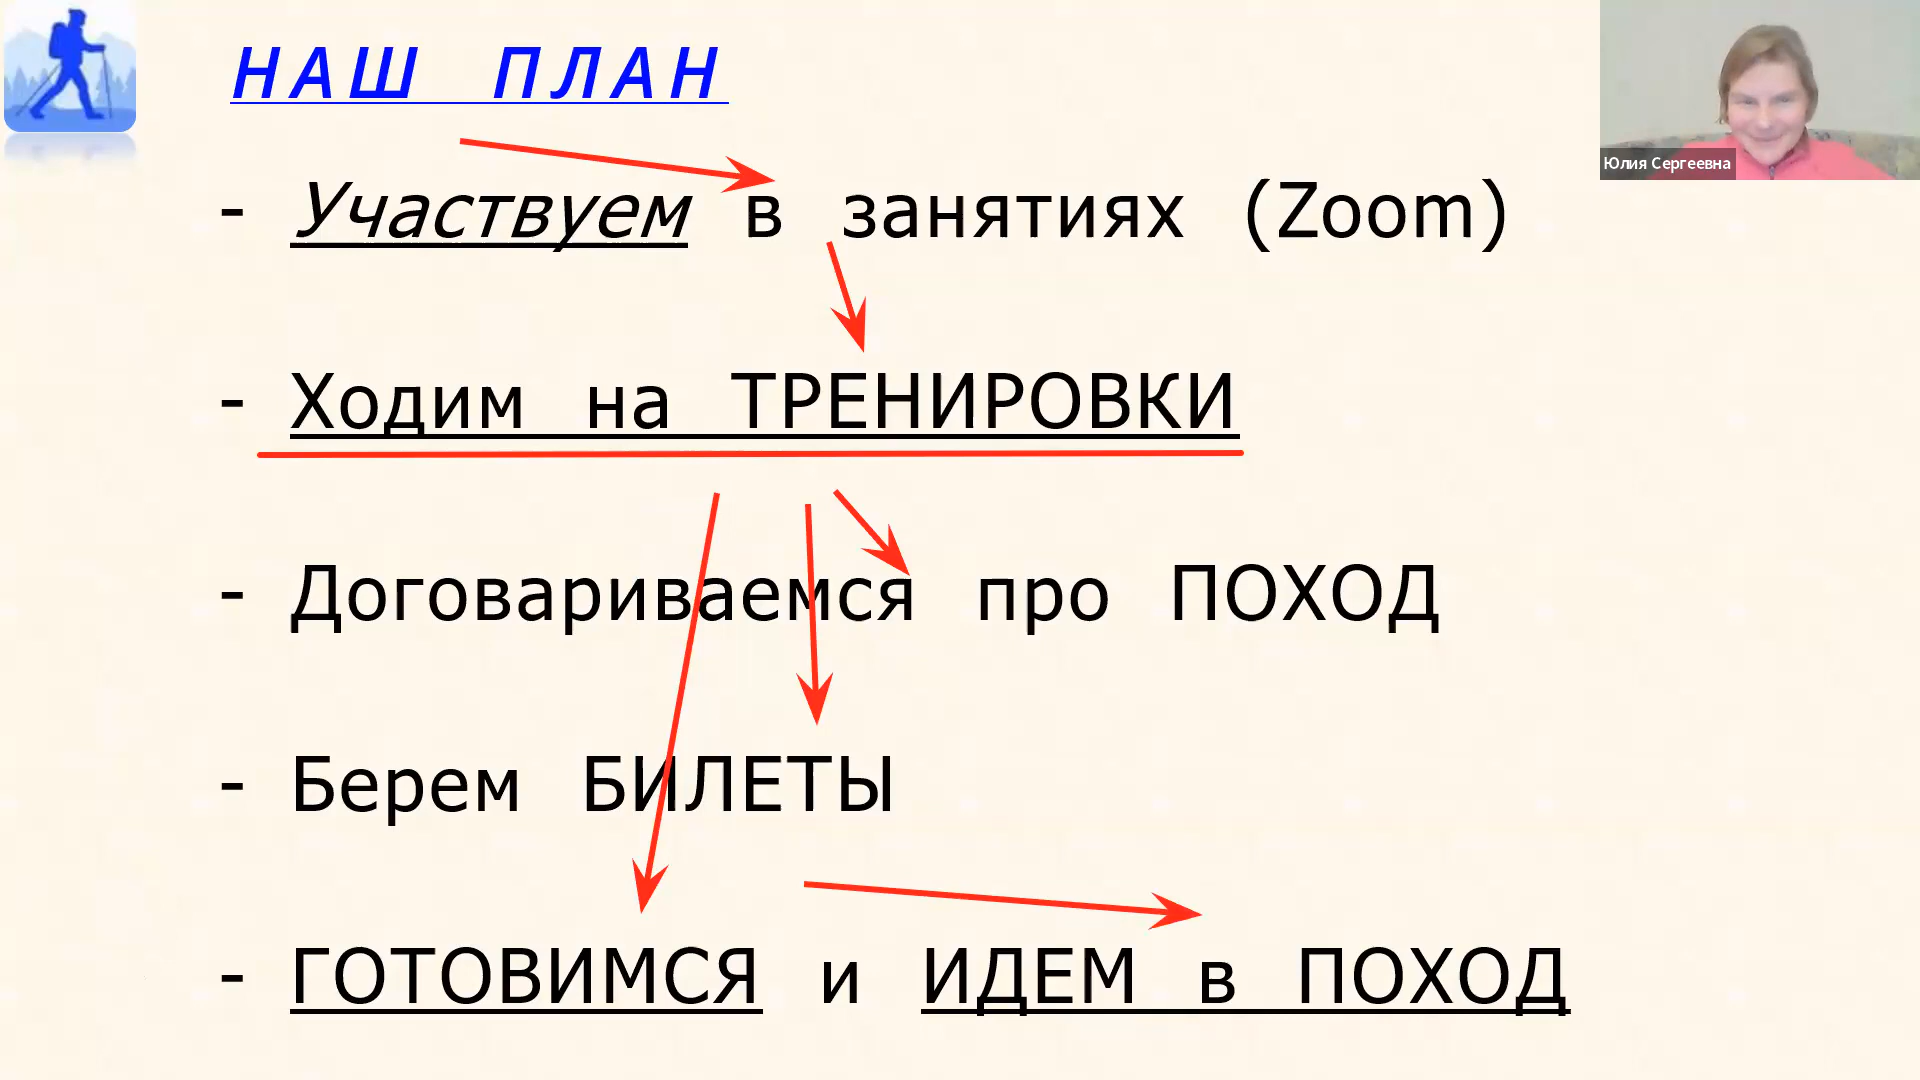 НАШ ПЛАН
Юлия Сергеевна
- Участвуем в занятиях (Zoom)
- Ходим на ТРЕНИРОВКИ
- Договариваемся про ПОХОД
- Берем БИЛЕТЫ
- ГОТОВИМСЯ и ИДЕМ в ПОХОД